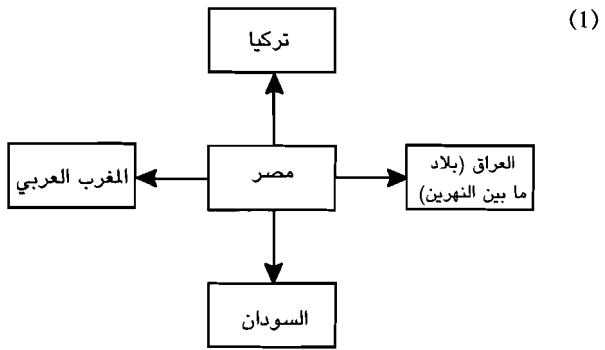 (1)
تركيا
المغرب العربي
مصر
العراق (بلاد
ما بين النهرين)
السودان